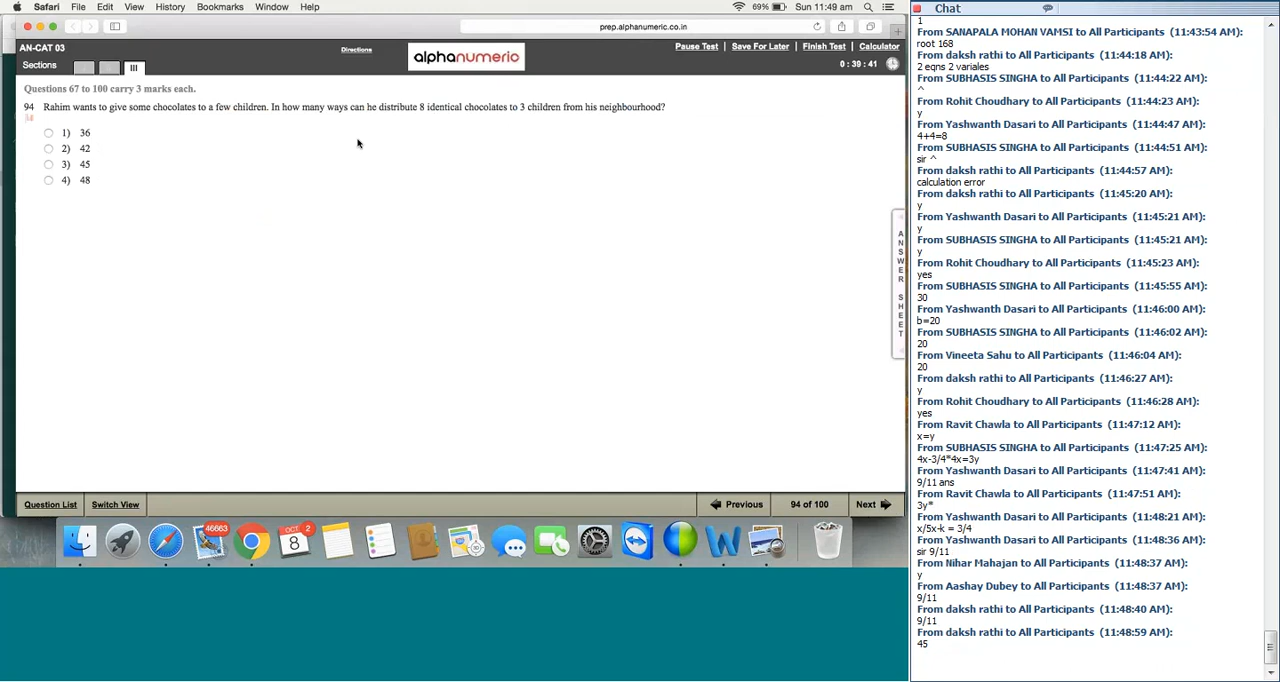 Safari File Edit View History Bookmarks Window Help
69% Sun 11:49 am
prep.alphanumeric.co.in
AN-CAT 03
Directions
alphanumerio
Pause Test Save For Later Finish Test Calculator
Sections
III
0 : 39 : 41
Questions 67 to 100 carry 3 marks each.
94 Rahim wants to give some chocolates to a few children. In how many ways can he distribute 8 identical chocolates to 3 children from his neighbourhood?
1) 36
2) 42
3) 45
4) 48
ANSWER SHEET
Question List Switch View
Previous 94 of 100 Next
46663
OCT 2
8
Chat
1
From SANAPALA MOHAN VAMSI to All Participants (11:43:54 AM):
root 168
From daksh rathi to All Participants (11:44:18 AM):
2 eqns 2 variales
From SUBHASIS SINGHA to All Participants (11:44:22 AM):
^
From Rohit Choudhary to All Participants (11:44:23 AM):
y
From Yashwanth Dasari to All Participants (11:44:47 AM):
4+4=8
From SUBHASIS SINGHA to All Participants (11:44:51 AM):
sir ^
From daksh rathi to All Participants (11:44:57 AM):
calculation error
From daksh rathi to All Participants (11:45:20 AM):
y
From Yashwanth Dasari to All Participants (11:45:21 AM):
y
From SUBHASIS SINGHA to All Participants (11:45:21 AM):
y
From Rohit Choudhary to All Participants (11:45:23 AM):
yes
From SUBHASIS SINGHA to All Participants (11:45:55 AM):
30
From Yashwanth Dasari to All Participants (11:46:00 AM):
b=20
From SUBHASIS SINGHA to All Participants (11:46:02 AM):
20
From Vineeta Sahu to All Participants (11:46:04 AM):
20
From daksh rathi to All Participants (11:46:27 AM):
y
From Rohit Choudhary to All Participants (11:46:28 AM):
yes
From Ravit Chawla to All Participants (11:47:12 AM):
x=y
From SUBHASIS SINGHA to All Participants (11:47:25 AM):
4x-3/4*4x=3y
From Yashwanth Dasari to All Participants (11:47:41 AM):
9/11 ans
From Ravit Chawla to All Participants (11:47:51 AM):
3y*
From Yashwanth Dasari to All Participants (11:48:21 AM):
x/5x-k = 3/4
From Yashwanth Dasari to All Participants (11:48:36 AM):
sir 9/11
From Nihar Mahajan to All Participants (11:48:37 AM):
y
From Aashay Dubey to All Participants (11:48:37 AM):
9/11
From daksh rathi to All Participants (11:48:40 AM):
9/11
From daksh rathi to All Participants (11:48:59 AM):
45